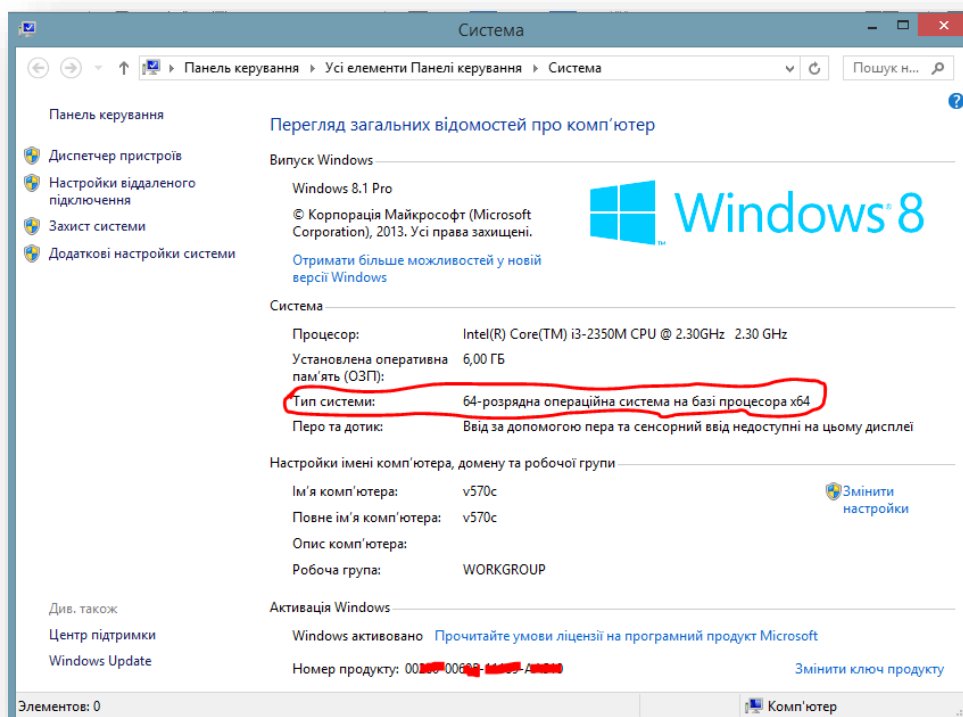 Система
Панель керування ▸ Усі елементи Панелі керування ▸ Система
Пошук н...
Панель керування
Диспетчер пристроїв
Настройки віддаленого
підключення
Захист системи
Додаткові настройки системи
Перегляд загальних відомостей про комп'ютер
Випуск Windows
Windows 8.1 Pro
© Корпорація Майкрософт (Microsoft
Corporation), 2013. Усі права захищені.
Отримати більше можливостей у новій
версії Windows
Windows® 8
™
Система
Процесор: Intel(R) Core(TM) i3-2350M CPU @ 2.30GHz 2.30 GHz
Установлена оперативна 6,00 ГБ
пам'ять (ОЗП):
Тип системи: 64-розрядна операційна система на базі процесора x64
Перо та дотик: Ввід за допомогою пера та сенсорний ввід недоступні на цьому дисплеї
Настройки імені комп'ютера, домену та робочої групи
Ім'я комп'ютера: v570c
Повне ім'я комп'ютера: v570c
Опис комп'ютера:
Робоча група: WORKGROUP
Змінити
настройки
Активація Windows
Windows активовано Прочитайте умови ліцензії на програмний продукт Microsoft
Номер продукту:
Змінити ключ продукту
Див. також
Центр підтримки
Windows Update
Элементов: 0
Комп'ютер